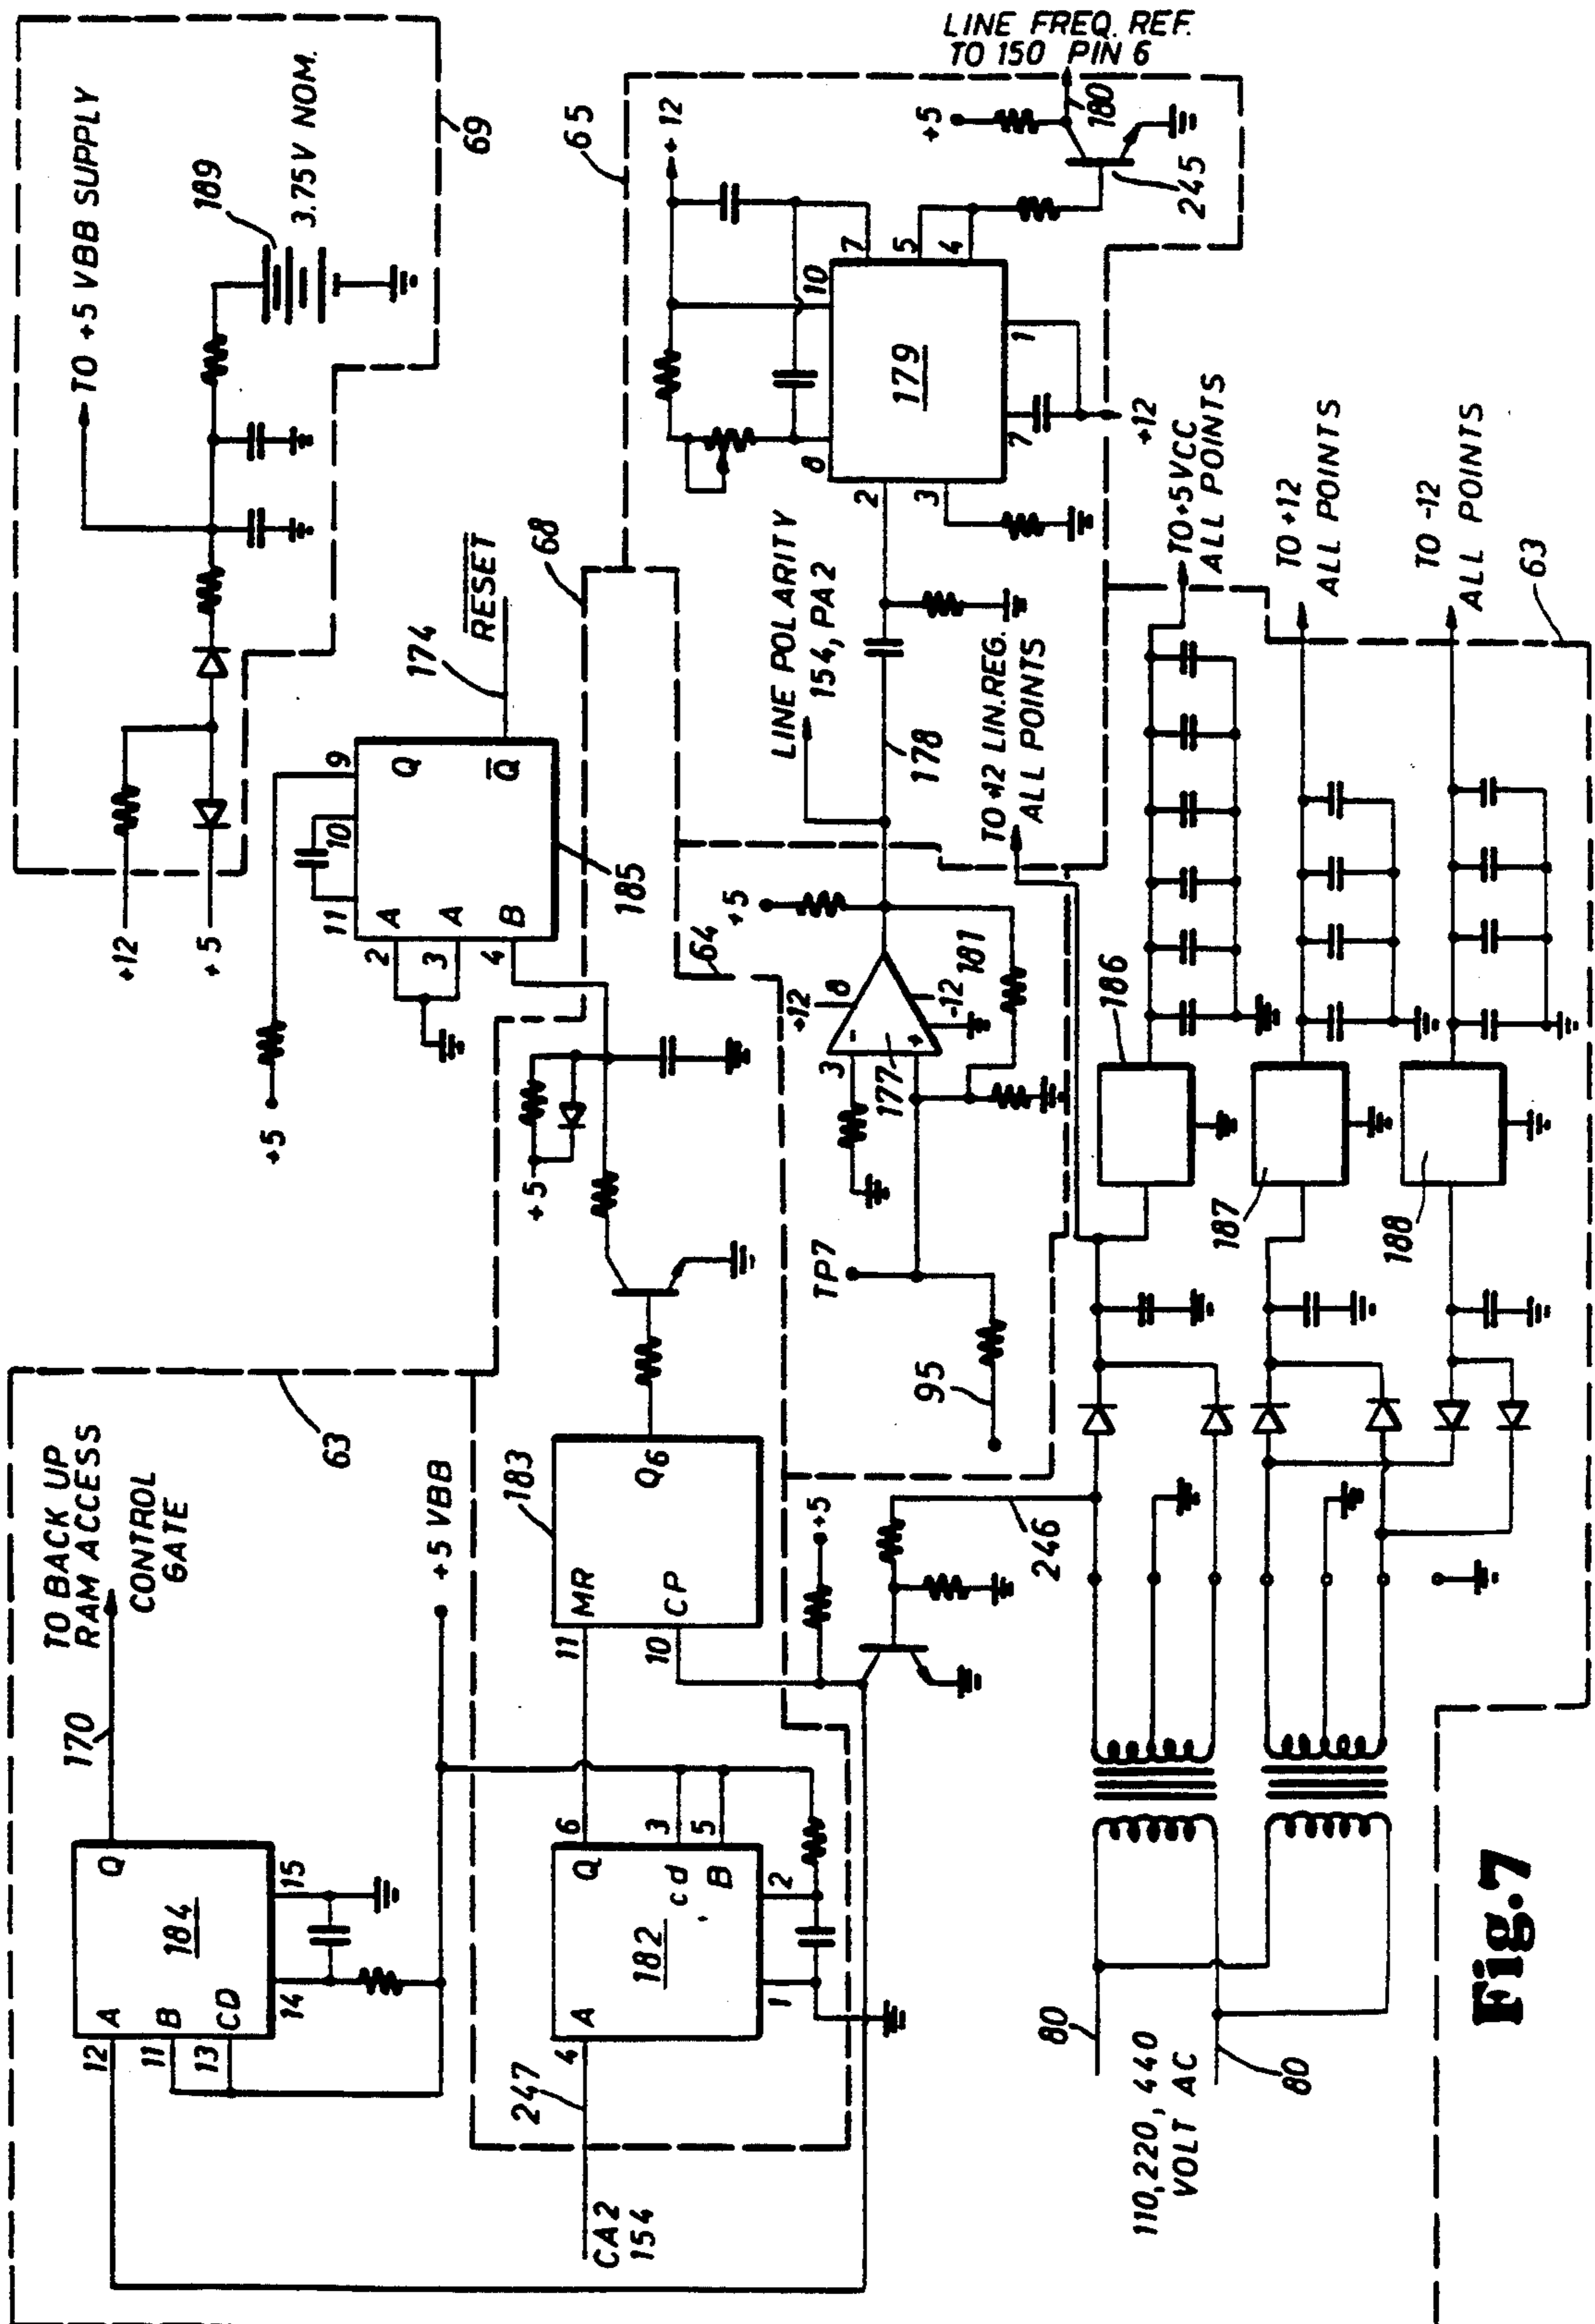 TO BACK UP
RAM ACCESS
CONTROL
GATE
170
Q
184
A
B
CD
12
11
13
14
15
63
+5 VBB
247
CA2
154
4
A
182
Q
cd
B
6
3
5
1
2
11
MR
10
CP
183
Q6
+5
+5
+5
+12
+5
11
10
9
2
A
3
A
4
B
Q
Q̅
185
174
R̅E̅S̅E̅T̅
68
TO +5 VBB SUPPLY
189
3.75V NOM.
69
65
+12
LINE FREQ. REF.
TO 150 PIN 6
180
+5
245
10
7
5
4
8
179
2
3
7
1
+12
LINE POLARITY
154, PA2
178
64
+5
+12
8
3
-
177
+
-12
181
TP7
95
TO +12 LIN.REG.
ALL POINTS
TO +5VCC
ALL POINTS
TO +12
ALL POINTS
TO -12
ALL POINTS
63
186
187
188
246
80
110,220,440
VOLT AC
80
Fig.7